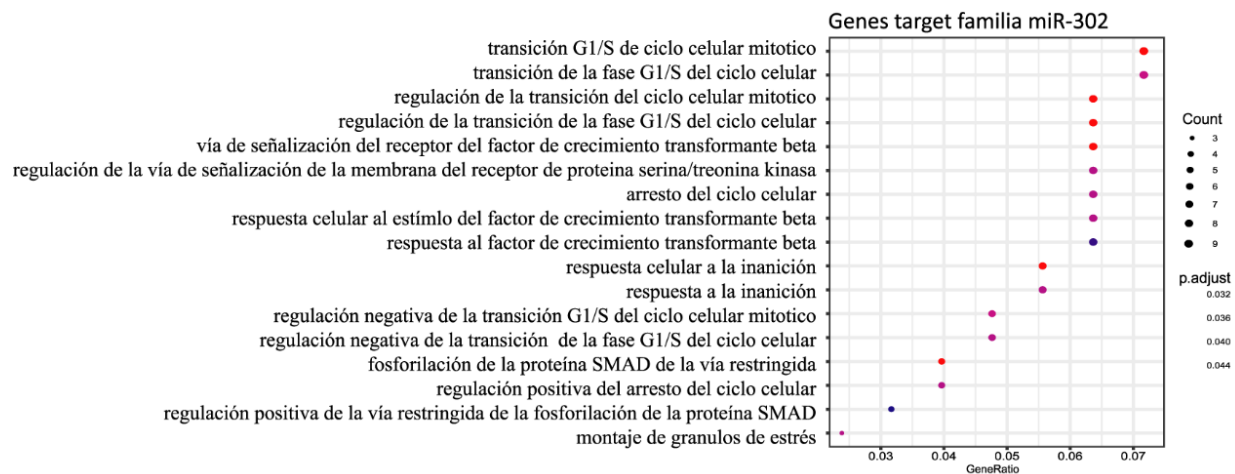 Genes target familia miR-302
transición G1/S de ciclo celular mitotico
transición de la fase G1/S del ciclo celular
regulación de la transición del ciclo celular mitotico
regulación de la transición de la fase G1/S del ciclo celular
vía de señalización del receptor del factor de crecimiento transformante beta
regulación de la vía de señalización de la membrana del receptor de proteina serina/treonina kinasa
arresto del ciclo celular
respuesta celular al estímlo del factor de crecimiento transformante beta
respuesta al factor de crecimiento transformante beta
respuesta celular a la inanición
respuesta a la inanición
regulación negativa de la transición G1/S del ciclo celular mitotico
regulación negativa de la transición de la fase G1/S del ciclo celular
fosforilación de la proteína SMAD de la vía restringida
regulación positiva del arresto del ciclo celular
regulación positiva de la vía restringida de la fosforilación de la proteína SMAD
montaje de granulos de estrés
0.03 0.04 0.05 0.06 0.07
GeneRatio
Count
3
4
5
6
7
8
9
p.adjust
0.032
0.036
0.040
0.044